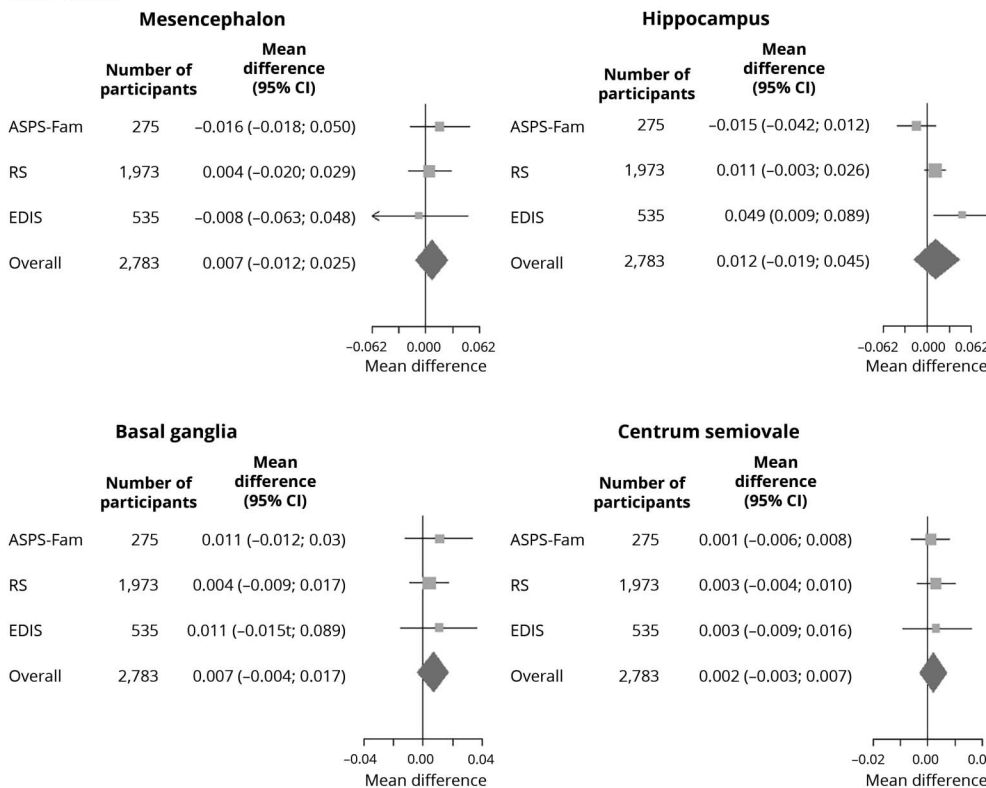 Mesencephalon
Number of participants
Mean difference (95% CI)
ASPS-Fam 275 −0.016 (−0.018; 0.050)
RS 1,973 0.004 (−0.020; 0.029)
EDIS 535 −0.008 (−0.063; 0.048)
Overall 2,783 0.007 (−0.012; 0.025)
−0.062 0.000 0.062
Mean difference
Hippocampus
Number of participants
Mean difference (95% CI)
ASPS-Fam 275 −0.015 (−0.042; 0.012)
RS 1,973 0.011 (−0.003; 0.026)
EDIS 535 0.049 (0.009; 0.089)
Overall 2,783 0.012 (−0.019; 0.045)
−0.062 0.000 0.062
Mean difference
Basal ganglia
Number of participants
Mean difference (95% CI)
ASPS-Fam 275 0.011 (−0.012; 0.03)
RS 1,973 0.004 (−0.009; 0.017)
EDIS 535 0.011 (−0.015t; 0.089)
Overall 2,783 0.007 (−0.004; 0.017)
−0.04 0.00 0.04
Mean difference
Centrum semiovale
Number of participants
Mean difference (95% CI)
ASPS-Fam 275 0.001 (−0.006; 0.008)
RS 1,973 0.003 (−0.004; 0.010)
EDIS 535 0.003 (−0.009; 0.016)
Overall 2,783 0.002 (−0.003; 0.007)
−0.02 0.00
Mean difference